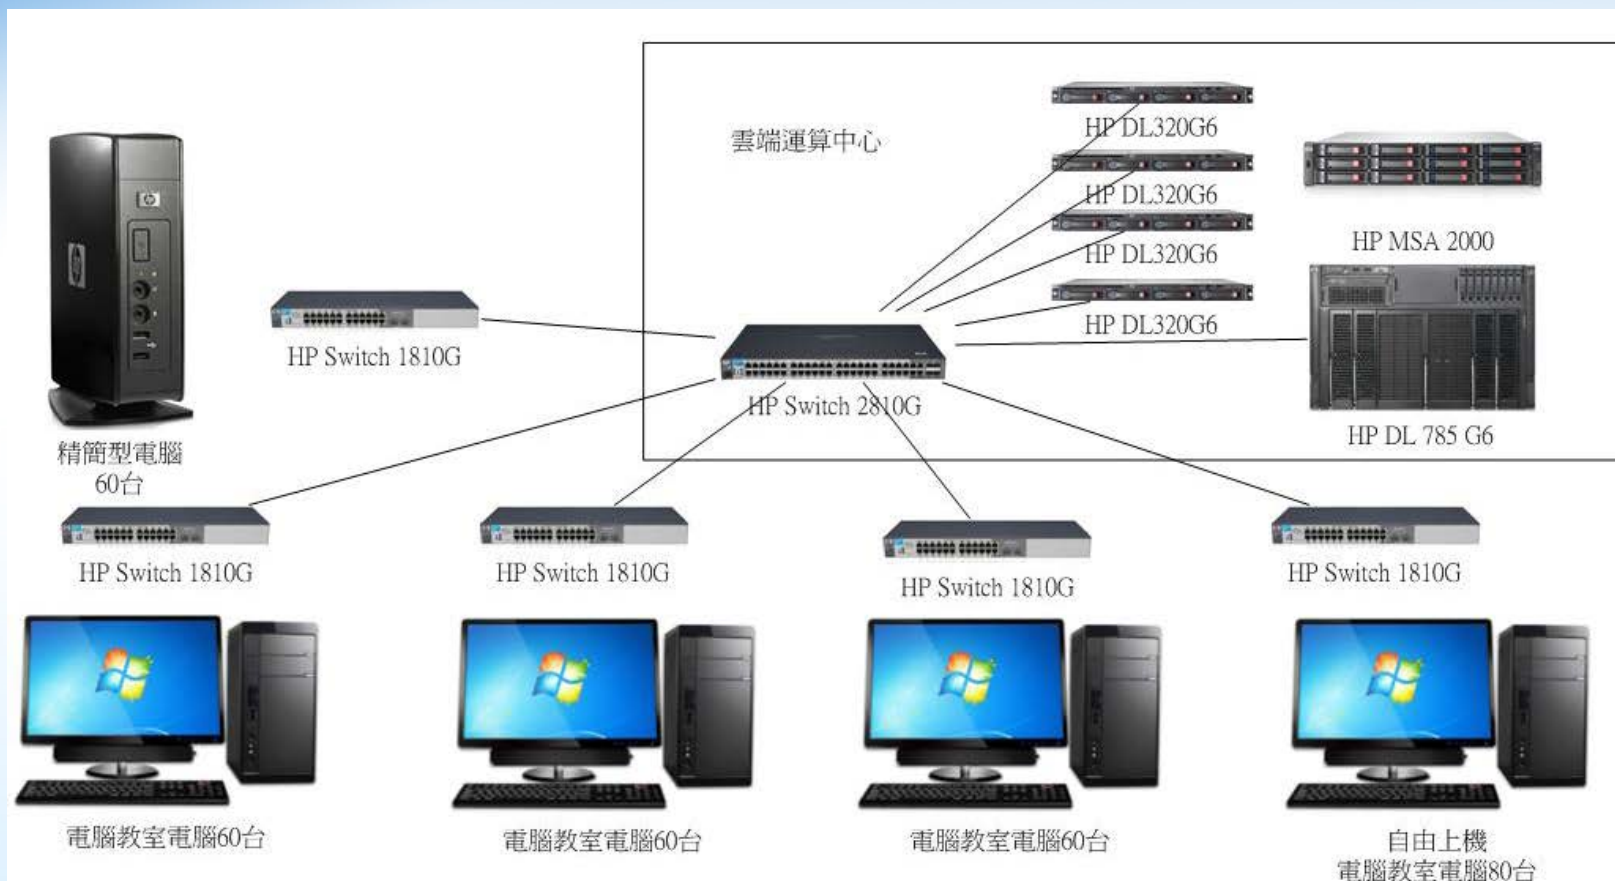 雲端運算中心
HP DL320G6
HP DL320G6
HP DL320G6
HP DL320G6
HP MSA 2000
HP DL 785 G6
HP Switch 1810G
HP Switch 2810G
精簡型電腦
60台
HP Switch 1810G
HP Switch 1810G
HP Switch 1810G
HP Switch 1810G
電腦教室電腦60台
電腦教室電腦60台
電腦教室電腦60台
自由上機
電腦教室電腦80台